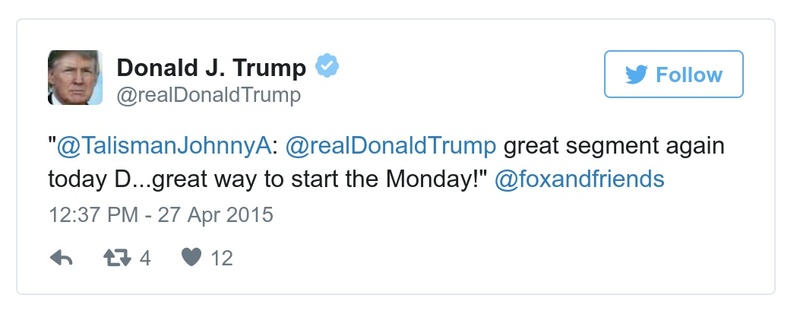 Donald J. Trump
@realDonaldTrump
Follow
"@TalismanJohnnyA: @realDonaldTrump great segment again
today D...great way to start the Monday!" @foxandfriends
12:37 PM - 27 Apr 2015
4 12